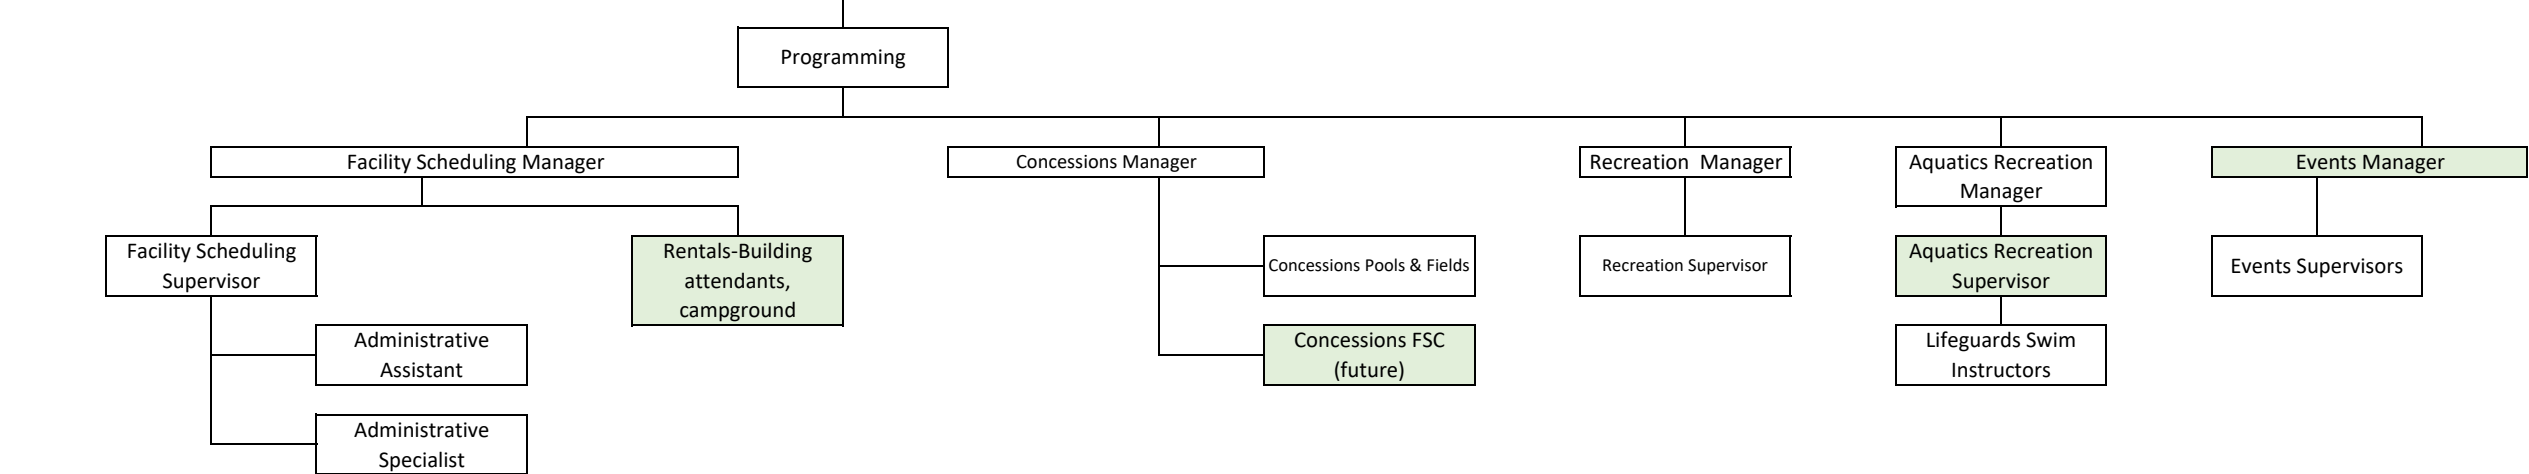 Programming
Facility Scheduling Manager
Concessions Manager
Recreation  Manager
Aquatics Recreation
Manager
Events Manager
Facility Scheduling
Supervisor
Rentals-Building
attendants,
campground
Concessions Pools & Fields
Recreation Supervisor
Aquatics Recreation
Supervisor
Events Supervisors
Administrative
Assistant
Concessions FSC
(future)
Lifeguards Swim
Instructors
Administrative
Specialist